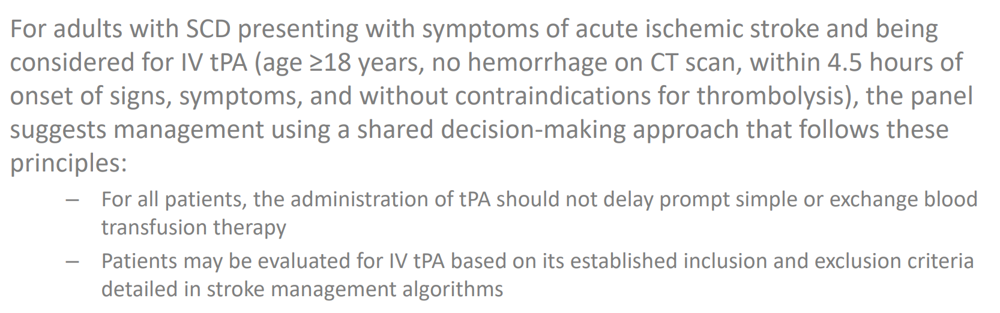 For adults with SCD presenting with symptoms of acute ischemic stroke and being
considered for IV tPA (age ≥18 years, no hemorrhage on CT scan, within 4.5 hours of
onset of signs, symptoms, and without contraindications for thrombolysis), the panel
suggests management using a shared decision-making approach that follows these
principles:
– For all patients, the administration of tPA should not delay prompt simple or exchange blood
transfusion therapy
– Patients may be evaluated for IV tPA based on its established inclusion and exclusion criteria
detailed in stroke management algorithms